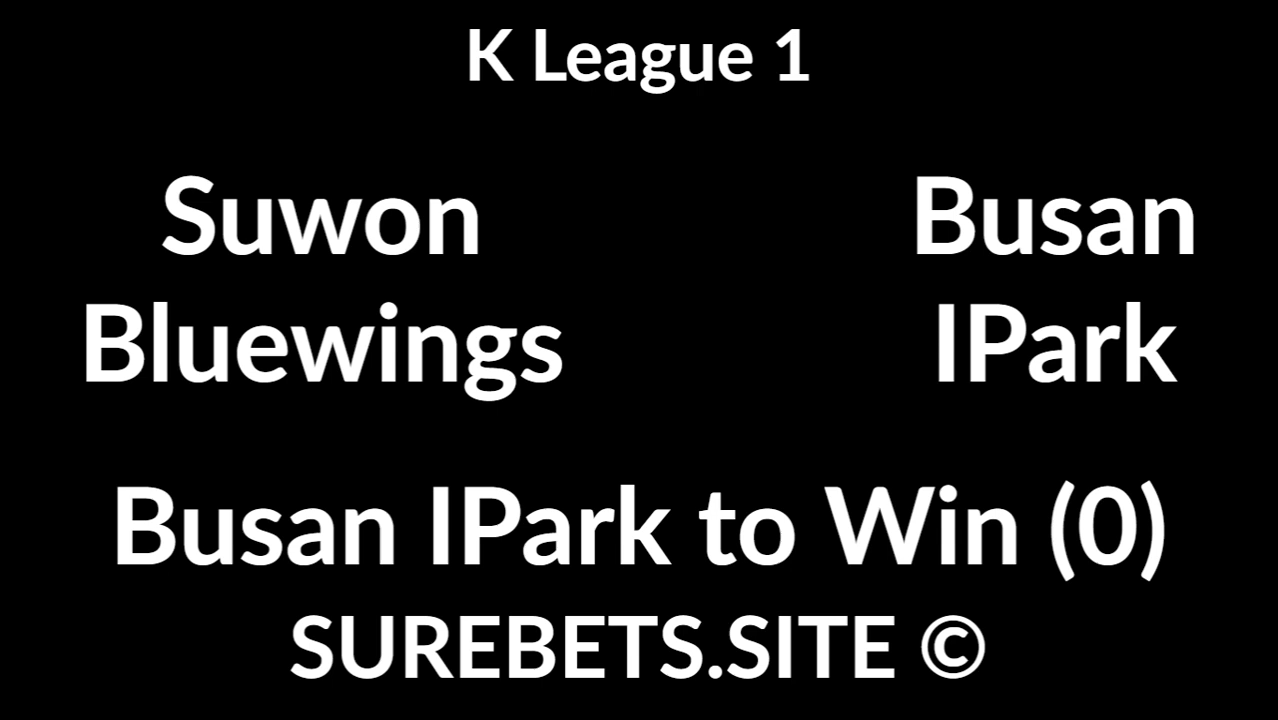 K League 1
Suwon
Bluewings
Busan
IPark
Busan IPark to Win (0)
SUREBETS.SITE ©